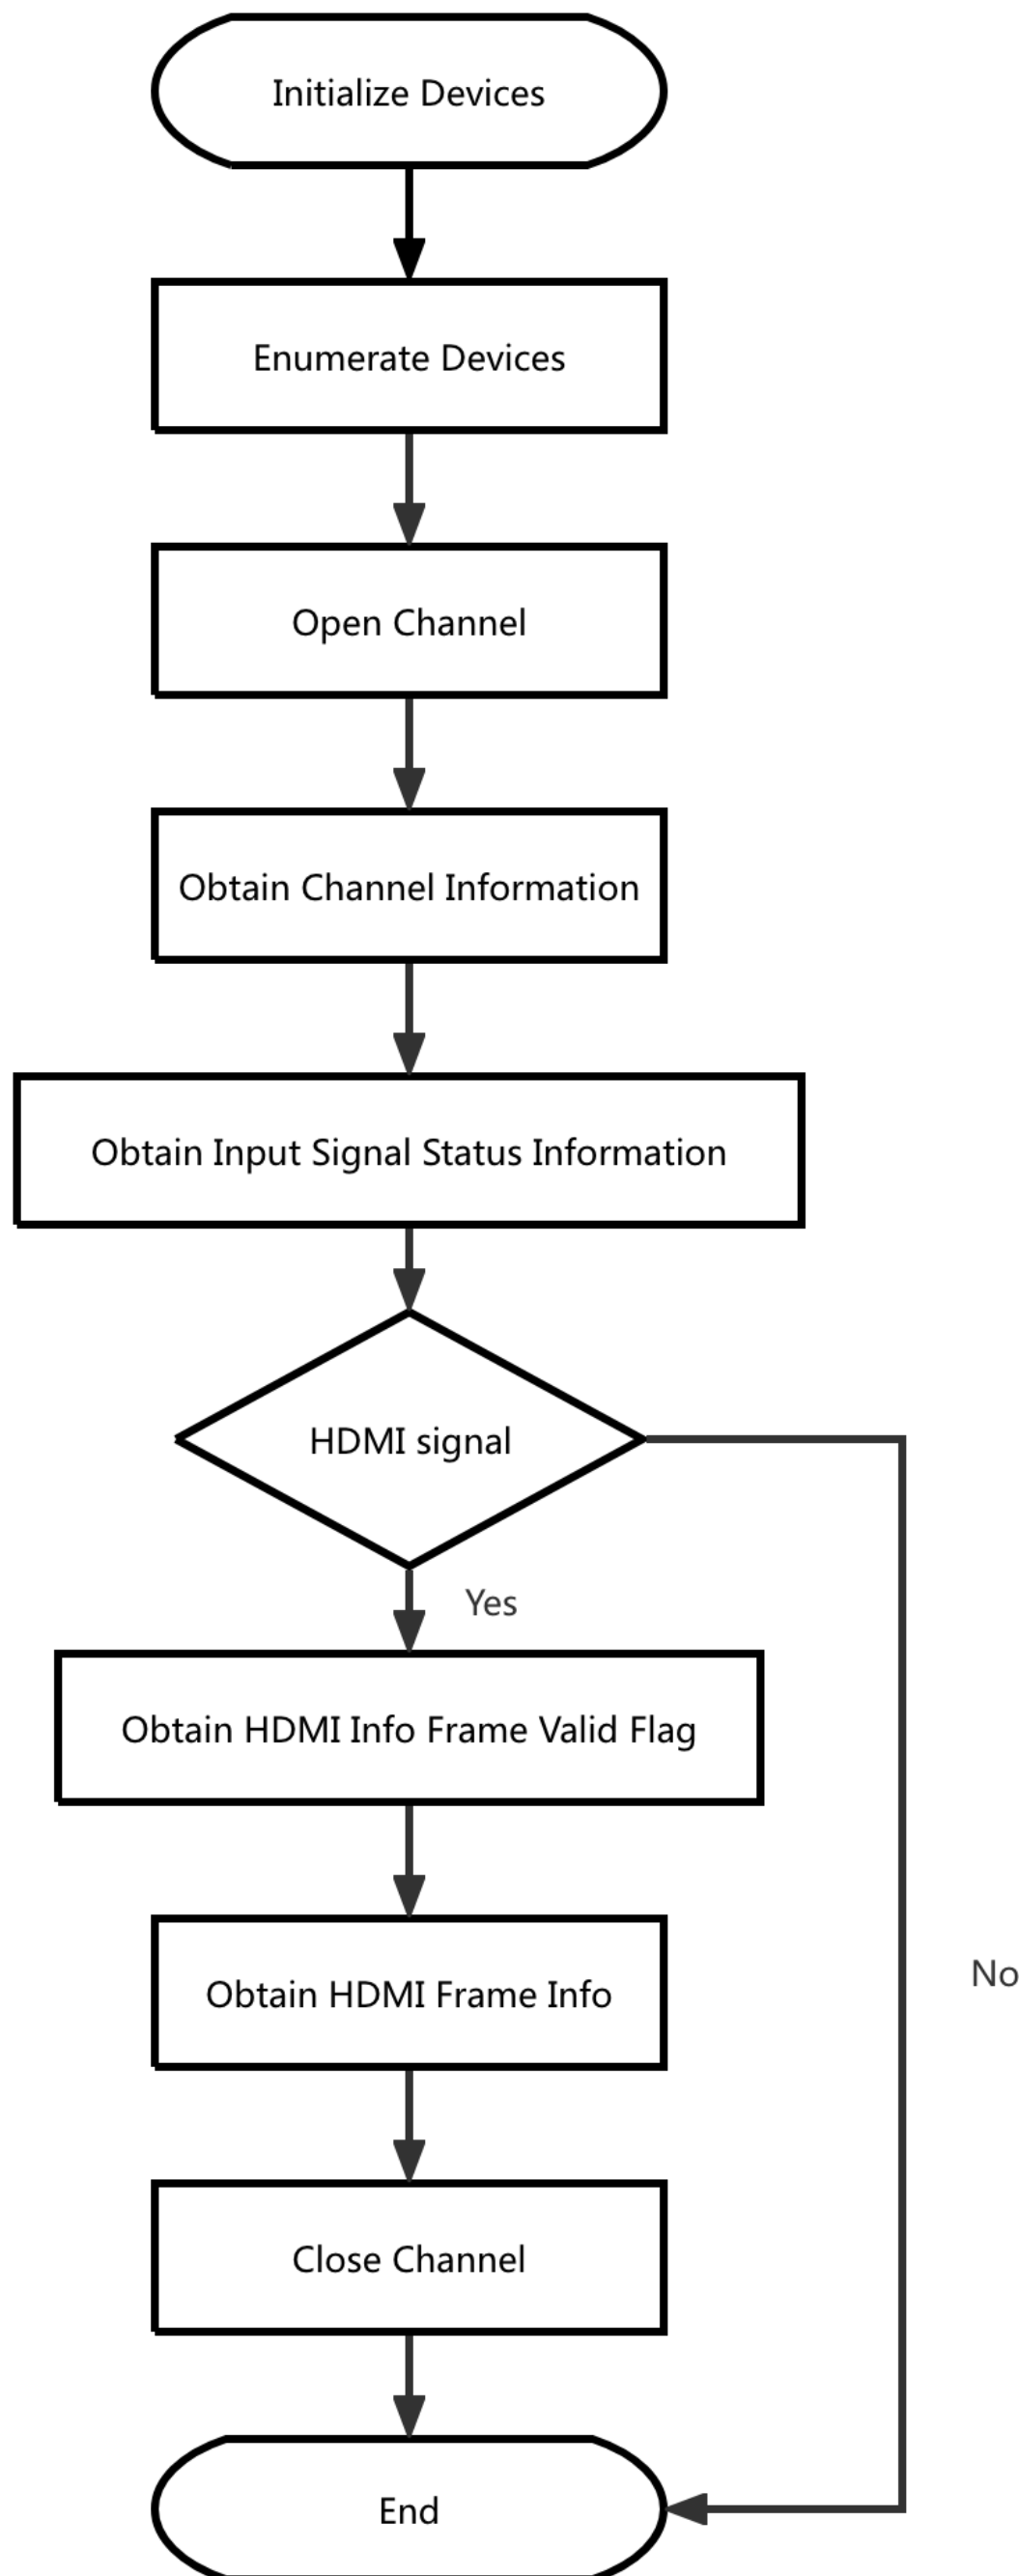 Initialize Devices
Enumerate Devices
Open Channel
Obtain Channel Information
Obtain Input Signal Status Information
HDMI signal
Yes
Obtain HDMI Info Frame Valid Flag
No
Obtain HDMI Frame Info
Close Channel
End